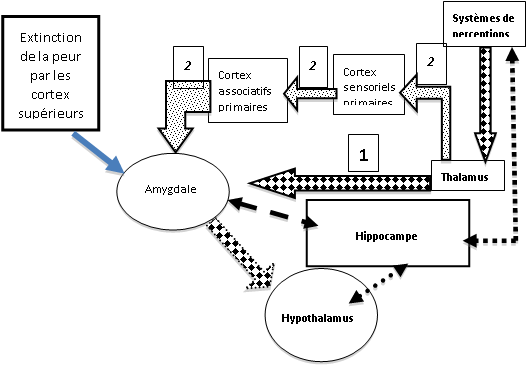 Systèmes de
perceptions
Extinction
de la peur
par les
cortex
supérieurs
2
2
2
Cortex
associatifs
primaires
Cortex
sensoriels
primaires
1
Thalamus
Amygdale
Hippocampe
Hypothalamus